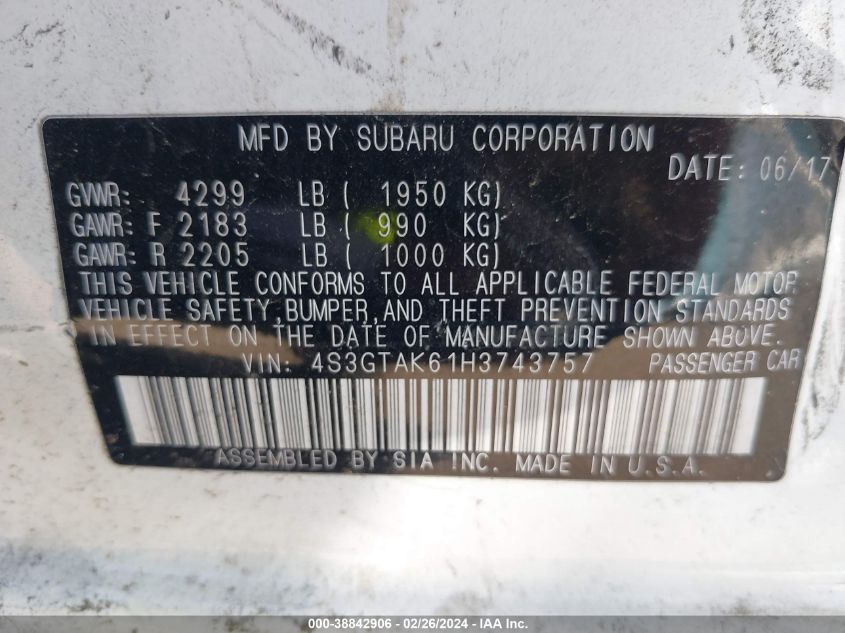 MFD BY SUBARU CORPORATION
DATE: 06/17
GVWR: 4299 LB ( 1950 KG)
GAWR: F 2183 LB ( 990 KG)
GAWR: R 2205 LB ( 1000 KG)
THIS VEHICLE CONFORMS TO ALL APPLICABLE FEDERAL MOTOR
VEHICLE SAFETY,BUMPER,AND THEFT PREVENTION STANDARDS
IN EFFECT ON THE DATE OF MANUFACTURE SHOWN ABOVE.
VIN: 4S3GTAK61H3743757 PASSENGER CAR
ASSEMBLED BY SIA INC. MADE IN U.S.A.
000-38842906 - 02/26/2024 - IAA Inc.